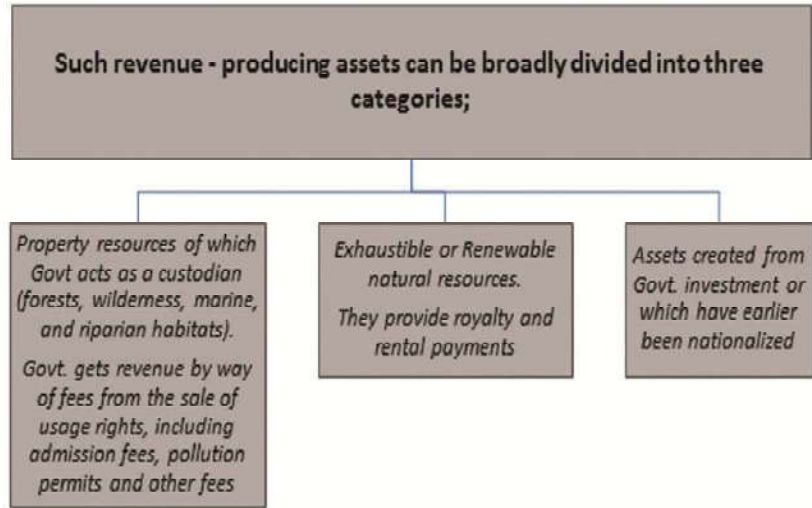 Such revenue - producing assets can be broadly divided into three
categories;
Property resources of which
Govt acts as a custodian
(forests, wilderness, marine,
and riparian habitats).
Govt. gets revenue by way
of fees from the sale of
usage rights, including
admission fees, pollution
permits and other fees
Exhaustible or Renewable
natural resources.
They provide royalty and
rental payments
Assets created from
Govt. investment or
which have earlier
been nationalized